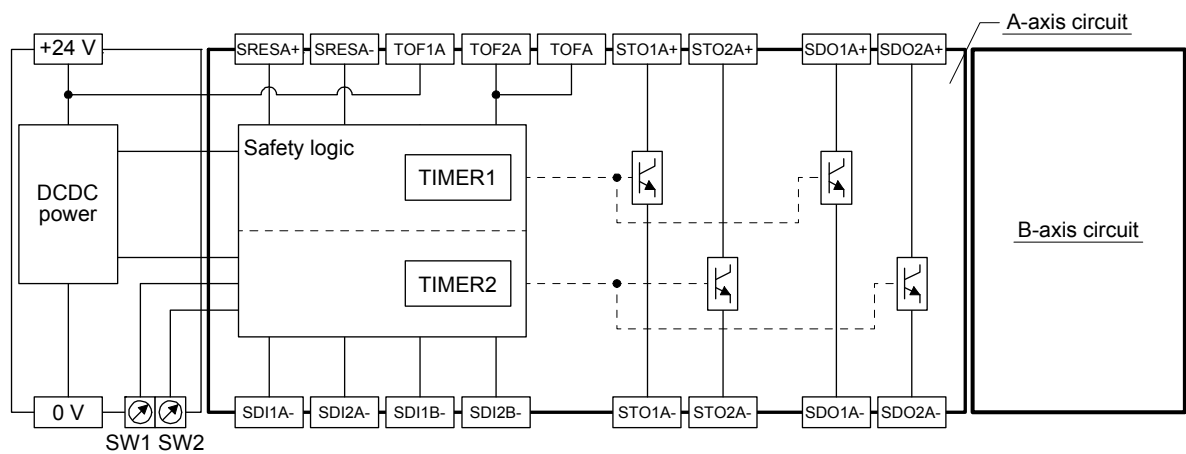 A-axis circuit
+24 V
SRESA+ SRESA- TOF1A TOF2A TOFA STO1A+ STO2A+ SDO1A+ SDO2A+
Safety logic
TIMER1
DCDC
power
B-axis circuit
TIMER2
0 V
SDI1A- SDI2A- SDI1B- SDI2B- STO1A- STO2A- SDO1A- SDO2A-
SW1 SW2